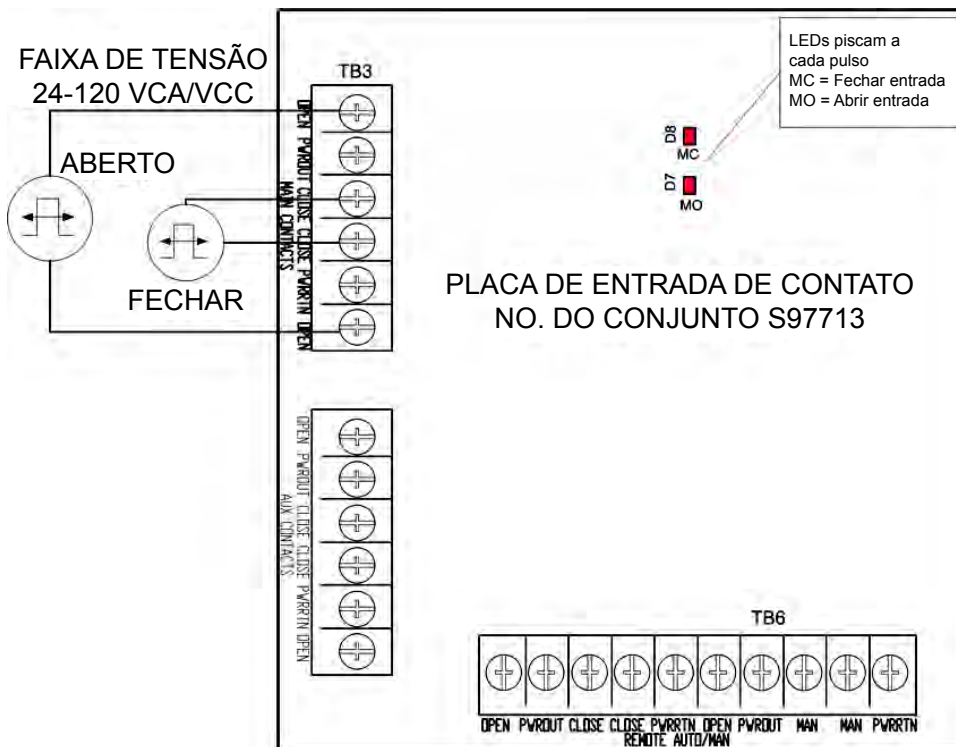 FAIXA DE TENSÃO
24-120 VCA/VCC
TB3
LEDs piscam a
cada pulso
MC = Fechar entrada
MO = Abrir entrada
ABERTO
FECHAR
OPEN PWROUT CLOSE CLOSE PWRRTN OPEN
MAIN CONTACTS
D8
MC
D7
MO
PLACA DE ENTRADA DE CONTATO
NO. DO CONJUNTO S97713
OPEN PWROUT CLOSE CLOSE PWRRTN OPEN
AUX CONTACTS
TB6
OPEN PWROUT CLOSE CLOSE PWRRTN OPEN PWROUT MAN MAN PWRRTN
REMOTE AUTO/MAN